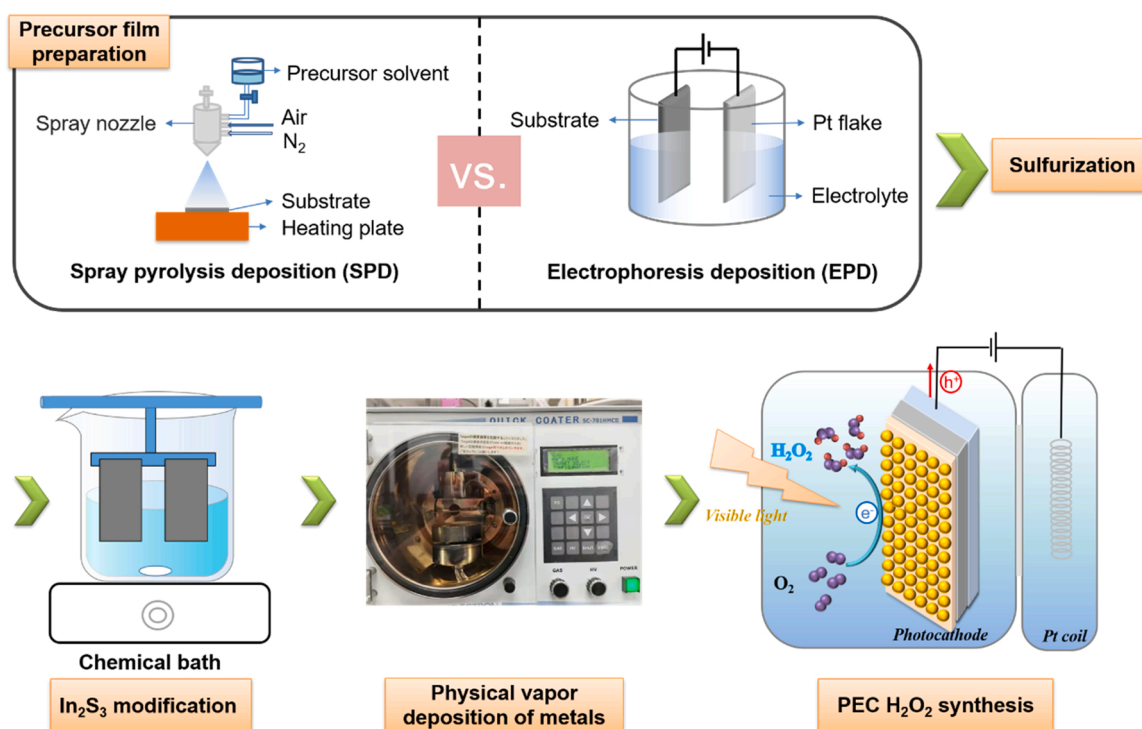 Precursor film
preparation
Precursor solvent
Spray nozzle
Air
N₂
Substrate
Heating plate
Spray pyrolysis deposition (SPD)
vs.
Substrate
Pt flake
Electrolyte
Electrophoresis deposition (EPD)
Sulfurization
Chemical bath
In₂S₃ modification
QUICK COATER SC-701HMCII
GAS
HV
POWER
Physical vapor
deposition of metals
h⁺
H₂O₂
Visible light
e⁻
O₂
Photocathode
Pt coil
PEC H₂O₂ synthesis